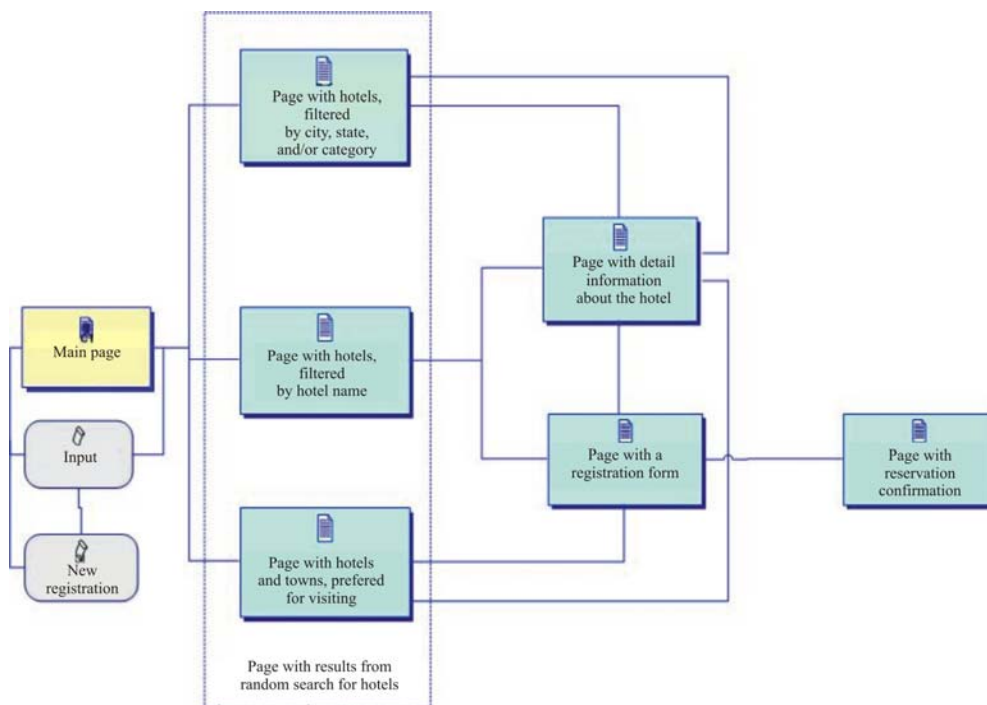 Page with hotels,
filtered
by city, state,
and/or category
Page with detail
information
about the hotel
Main page
Page with hotels,
filtered
by hotel name
Input
Page with a
registration form
Page with
reservation
confirmation
New
registration
Page with hotels
and towns, prefered
for visiting
Page with results from
random search for hotels